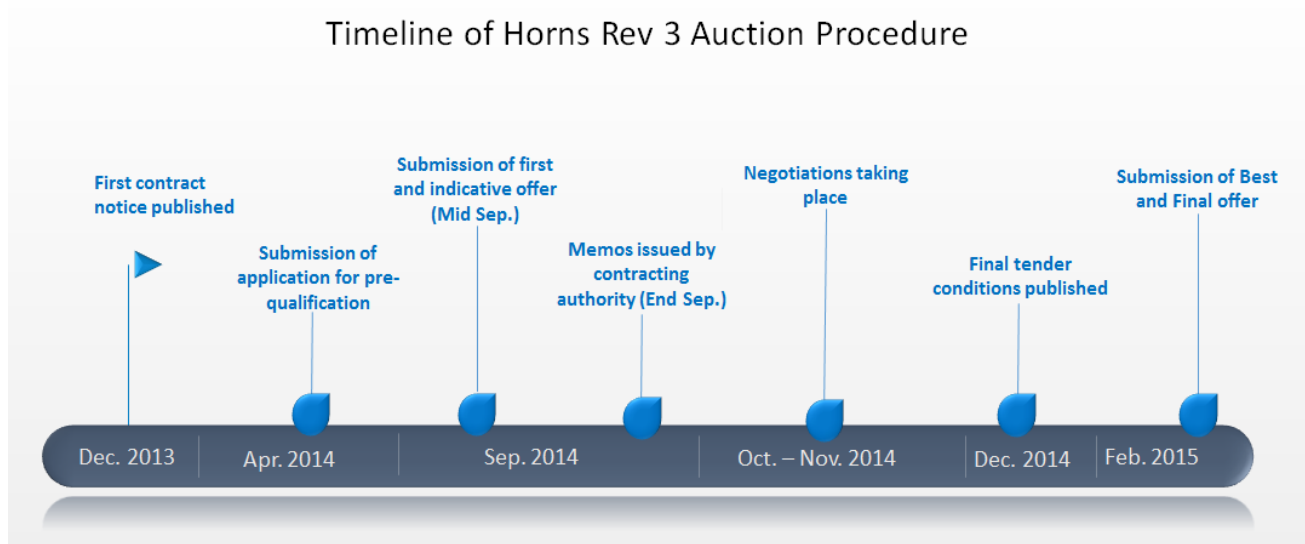 Timeline of Horns Rev 3 Auction Procedure
First contract
notice published
Submission of
application for pre-
qualification
Submission of first
and indicative offer
(Mid Sep.)
Memos issued by
contracting
authority (End Sep.)
Negotiations taking
place
Final tender
conditions published
Submission of Best
and Final offer
Dec. 2013
Apr. 2014
Sep. 2014
Oct. – Nov. 2014
Dec. 2014
Feb. 2015